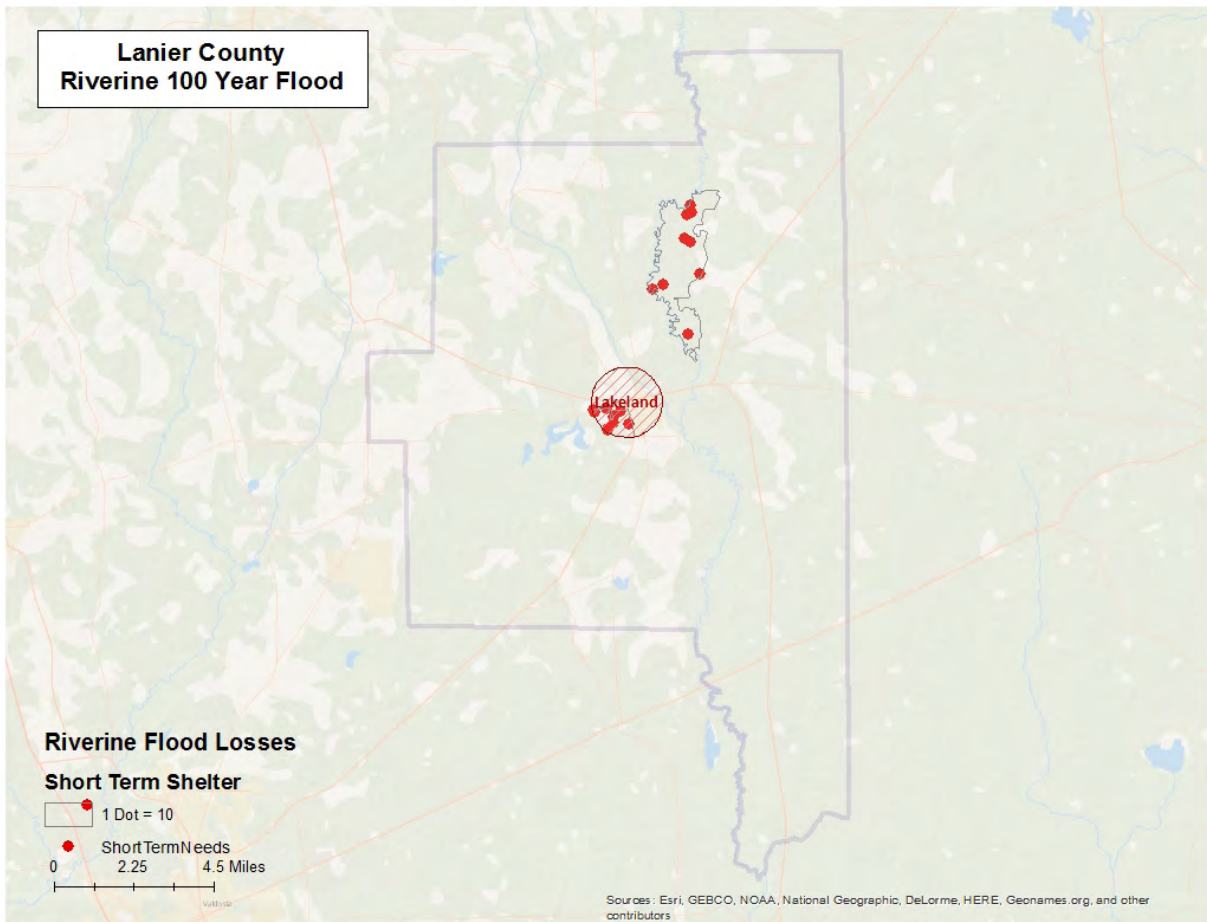 Lanier County
Riverine 100 Year Flood
Lakeland
Riverine Flood Losses
Short Term Shelter
1 Dot = 10
ShortTermNeeds
0 2.25 4.5 Miles
Valdosta
Sources: Esri, GEBCO, NOAA, National Geographic, DeLorme, HERE, Geonames.org, and other
contributors